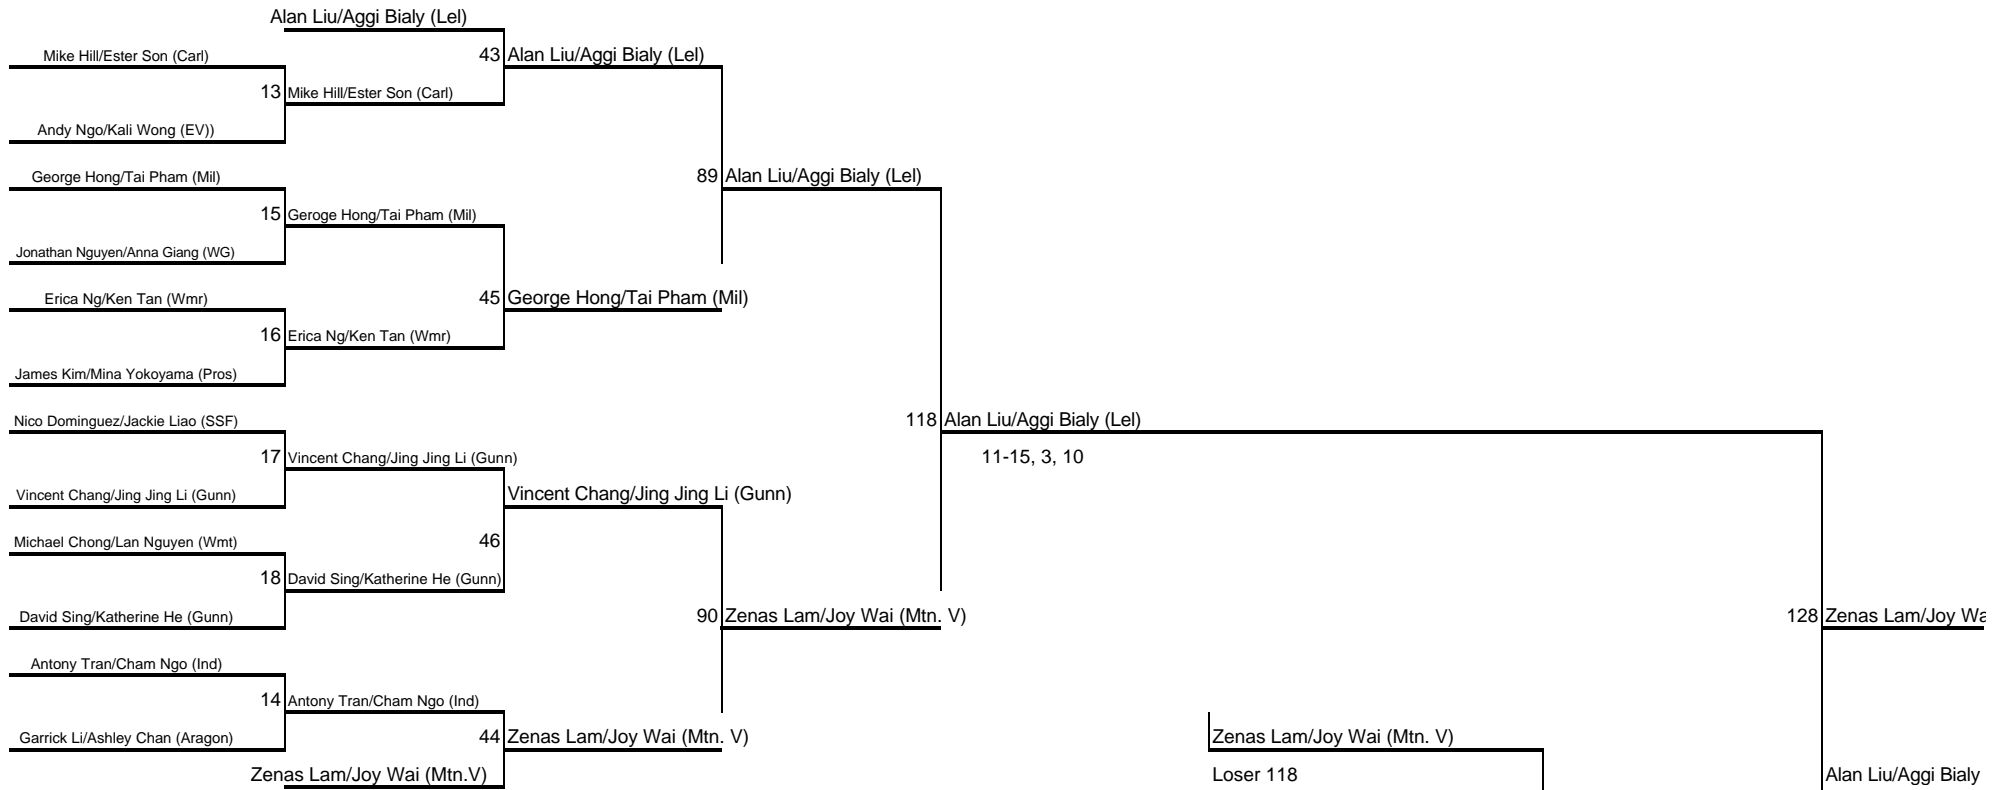 Alan Liu/Aggi Bialy (Lel)
Mike Hill/Ester Son (Carl)
43 Alan Liu/Aggi Bialy (Lel)
13 Mike Hill/Ester Son (Carl)
Andy Ngo/Kali Wong (EV))
George Hong/Tai Pham (Mil)
89 Alan Liu/Aggi Bialy (Lel)
15 Geroge Hong/Tai Pham (Mil)
Jonathan Nguyen/Anna Giang (WG)
Erica Ng/Ken Tan (Wmr)
45 George Hong/Tai Pham (Mil)
16 Erica Ng/Ken Tan (Wmr)
James Kim/Mina Yokoyama (Pros)
Nico Dominguez/Jackie Liao (SSF)
118 Alan Liu/Aggi Bialy (Lel)
17 Vincent Chang/Jing Jing Li (Gunn)
11-15, 3, 10
Vincent Chang/Jing Jing Li (Gunn)
Vincent Chang/Jing Jing Li (Gunn)
Michael Chong/Lan Nguyen (Wmt)
46
18 David Sing/Katherine He (Gunn)
David Sing/Katherine He (Gunn)
90 Zenas Lam/Joy Wai (Mtn. V)
128 Zenas Lam/Joy Wa
Antony Tran/Cham Ngo (Ind)
14 Antony Tran/Cham Ngo (Ind)
Garrick Li/Ashley Chan (Aragon)
44 Zenas Lam/Joy Wai (Mtn. V)
Zenas Lam/Joy Wai (Mtn. V)
Zenas Lam/Joy Wai (Mtn.V)
Loser 118
Alan Liu/Aggi Bialy